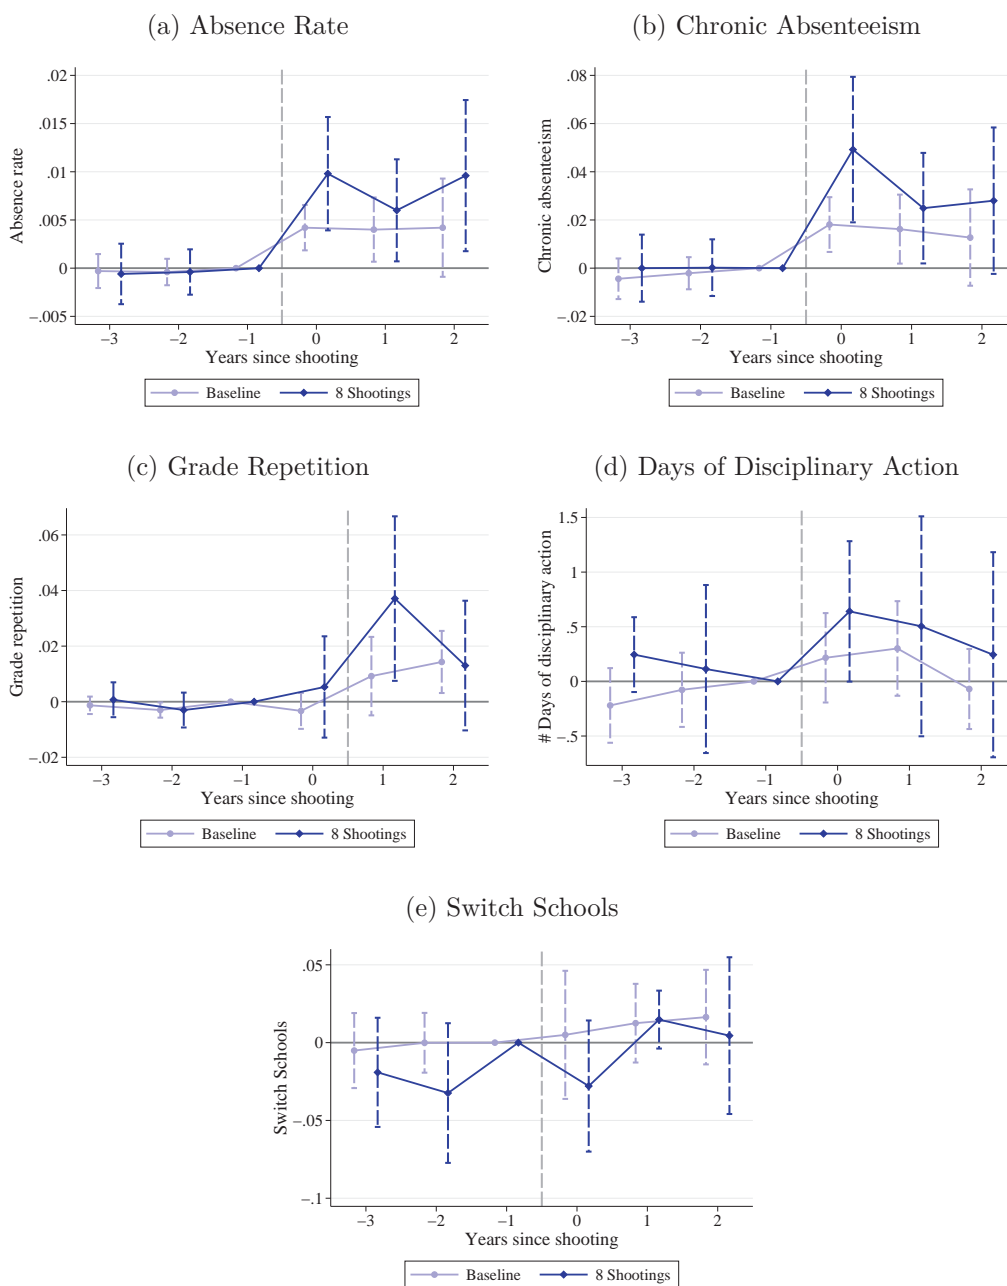 (a) Absence Rate
(b) Chronic Absenteeism
.02
.015
.01
.005
0
−.005
Absence rate
−3 −2 −1 0 1 2
Years since shooting
Baseline 8 Shootings
.08
.06
.04
.02
0
−.02
Chronic absenteeism
−3 −2 −1 0 1 2
Years since shooting
Baseline 8 Shootings
(c) Grade Repetition
(d) Days of Disciplinary Action
.06
.04
.02
0
−.02
Grade repetition
−3 −2 −1 0 1 2
Years since shooting
Baseline 8 Shootings
1.5
1
.5
0
−.5
# Days of disciplinary action
−3 −2 −1 0 1 2
Years since shooting
Baseline 8 Shootings
(e) Switch Schools
.05
0
−.05
−.1
Switch Schools
−3 −2 −1 0 1 2
Years since shooting
Baseline 8 Shootings